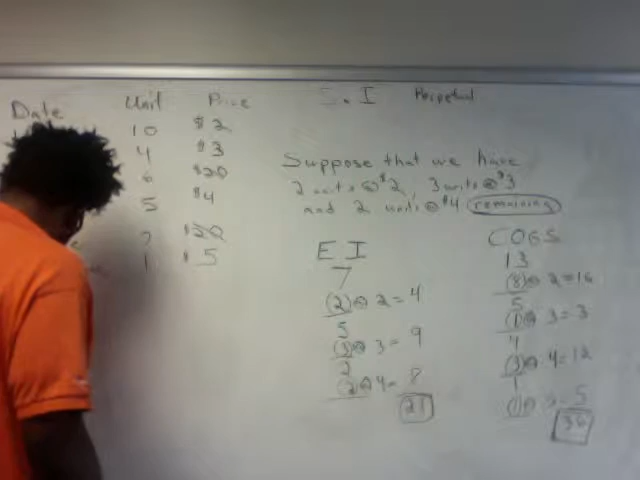 Date Unit Price
10 $2
4 $3
6 $20
5 $4
7 $20
1 $5
S.I Perpetual
Suppose that we have
2 units @ $2, 3 units @ $3
and 2 units @ $4 remaining
EI
7
(2) @ 2 = 4
5
(3) @ 3 = 9
2
(2) @ 4 = 8
21
COGS
13
(8) @ 2 = 16
5
(1) @ 3 = 3
4
(3) @ 4 = 12
1
(1) @ 5 = 5
36